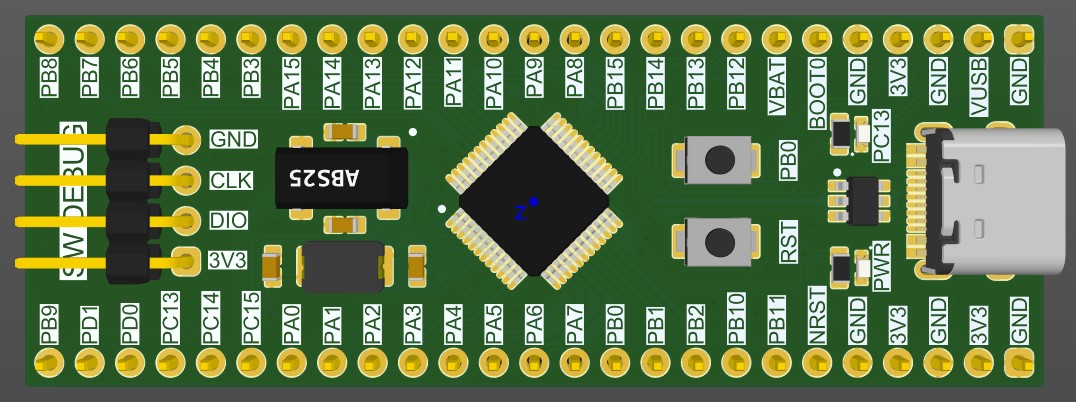 PB8 PB7 PB6 PB5 PB4 PB3 PA15 PA14 PA13 PA12 PA11 PA10 PA9 PA8 PB15 PB14 PB13 PB12 VBAT BOOT0 GND 3V3 GND VUSB GND
SW DEBUG
GND
CLK
DIO
3V3
ABS25
Z
PB0
RST
PC13
PWR
PB9 PD1 PD0 PC13 PC14 PC15 PA0 PA1 PA2 PA3 PA4 PA5 PA6 PA7 PB0 PB1 PB2 PB10 PB11 NRST GND 3V3 GND 3V3 GND